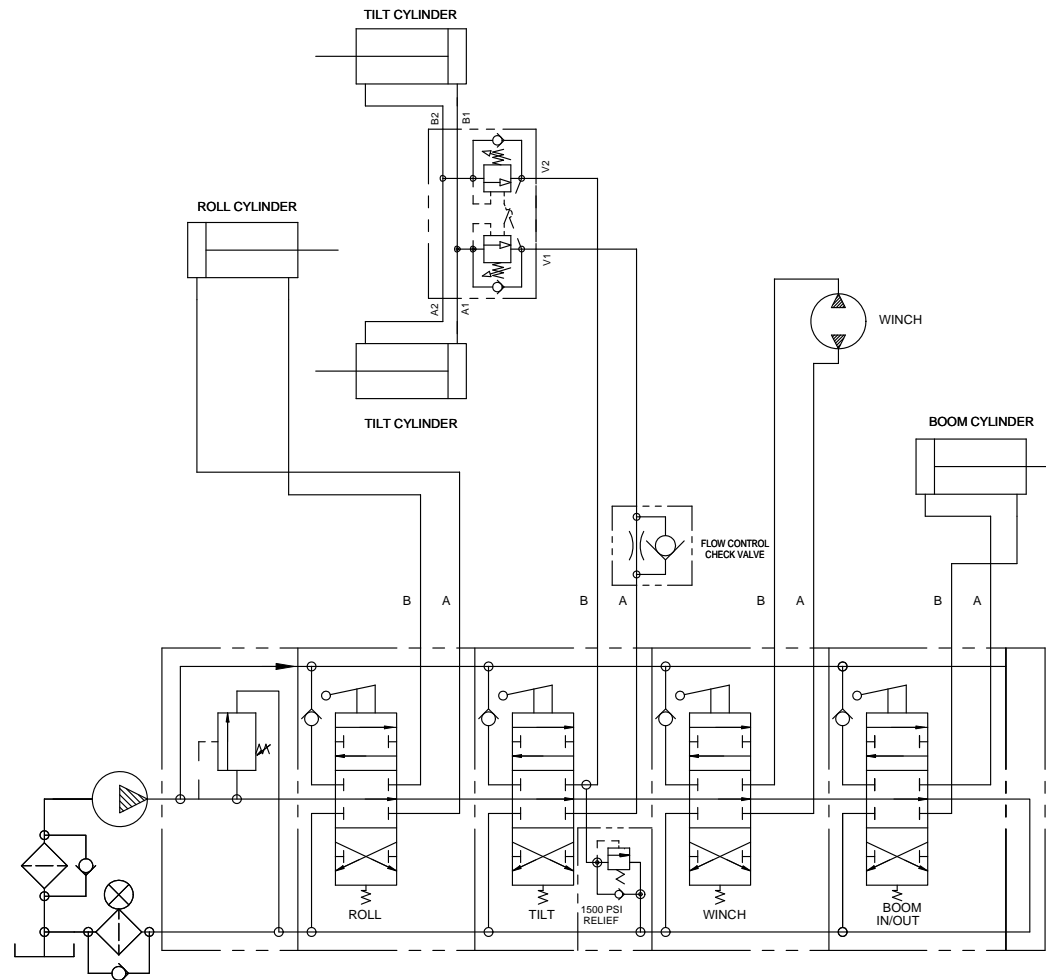 TILT CYLINDER
B2
B1
V2
ROLL CYLINDER
V1
A2
A1
WINCH
TILT CYLINDER
BOOM CYLINDER
FLOW CONTROL
CHECK VALVE
B
A
B
A
B
A
B
A
ROLL
TILT
1500 PSI
RELIEF
WINCH
BOOM
IN/OUT